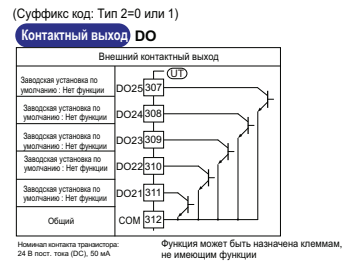 (Суффикс код: Тип 2=0 или 1)
Контактный выход DO
Внешний контактный выход
UT
Заводская установка по
умолчанию : Нет функции
DO25 307
Заводская установка по
умолчанию : Нет функции
DO24 308
Заводская установка по
умолчанию : Нет функции
DO23 309
Заводская установка по
умолчанию : Нет функции
DO22 310
Заводская установка по
умолчанию : Нет функции
DO21 311
Общий COM 312
Номинал контакта транзистора:
24 В пост. тока (DC), 50 мА
Функция может быть назначена клеммам,
не имеющим функции